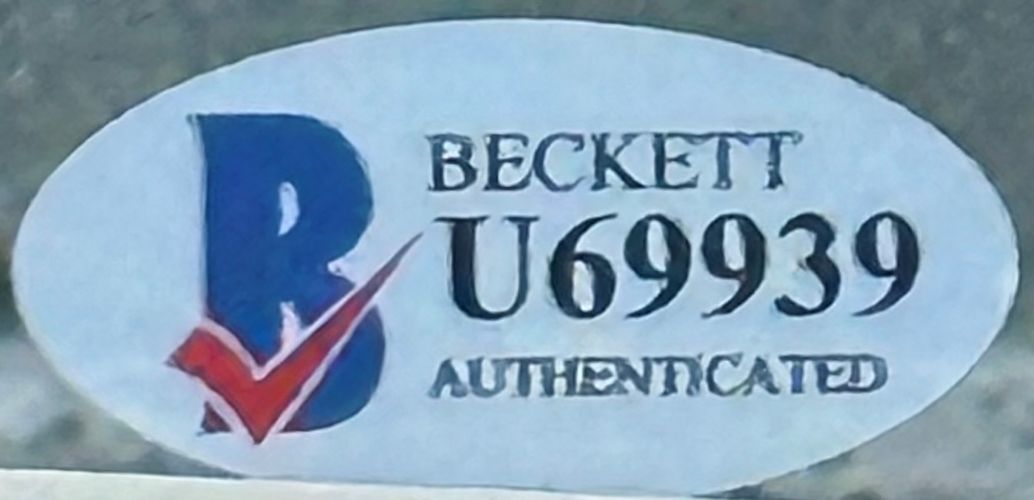 B
BECKETT
U69939
AUTHENTICATED